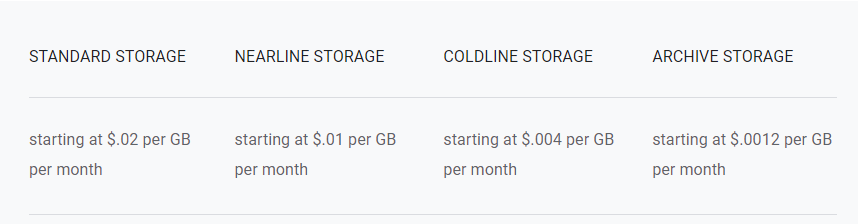 STANDARD STORAGE NEARLINE STORAGE COLDLINE STORAGE ARCHIVE STORAGE
starting at $.02 per GB starting at $.01 per GB starting at $.004 per GB starting at $.0012 per GB
per month per month per month per month